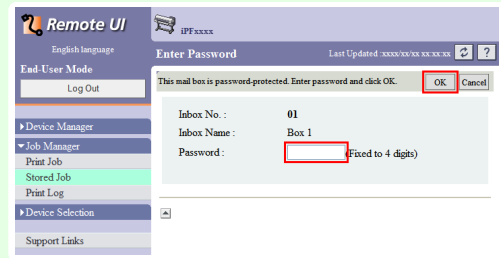 Remote UI
iPFxxxx
English language
Enter Password
Last Updated :xxxx/xx/xx xx:xx:xx
?
End-User Mode
Log Out
This mail box is password-protected. Enter password and click OK.
OK
Cancel
Inbox No. : 01
Inbox Name : Box 1
Password : (Fixed to 4 digits)
Device Manager
Job Manager
Print Job
Stored Job
Print Log
Device Selection
Support Links